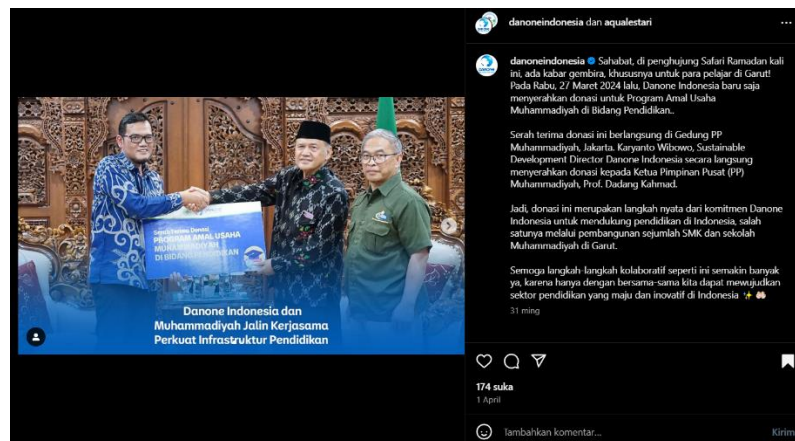 danoneindonesia dan aqualestari
danoneindonesia Sahabat, di penghujung Safari Ramadan kali
ini, ada kabar gembira, khususnya untuk para pelajar di Garut!
Pada Rabu, 27 Maret 2024 lalu, Danone Indonesia baru saja
menyerahkan donasi untuk Program Amal Usaha
Muhammadiyah di Bidang Pendidikan..
Serah terima donasi ini berlangsung di Gedung PP
Muhammadiyah, Jakarta. Karyanto Wibowo, Sustainable
Development Director Danone Indonesia secara langsung
menyerahkan donasi kepada Ketua Pimpinan Pusat (PP)
Muhammadiyah, Prof. Dadang Kahmad.
Jadi, donasi ini merupakan langkah nyata dari komitmen Danone
Indonesia untuk mendukung pendidikan di Indonesia, salah
satunya melalui pembangunan sejumlah SMK dan sekolah
Muhammadiyah di Garut.
Semoga langkah-langkah kolaboratif seperti ini semakin banyak
ya, karena hanya dengan bersama-sama kita dapat mewujudkan
sektor pendidikan yang maju dan inovatif di Indonesia ✨ 🤲🏻
31 ming
Serah Terima Donasi
PROGRAM AMAL USAHA
MUHAMMADIYAH
DI BIDANG PENDIDIKAN
Danone Indonesia dan
Muhammadiyah Jalin Kerjasama
Perkuat Infrastruktur Pendidikan
174 suka
1 April
Tambahkan komentar...
Kirim